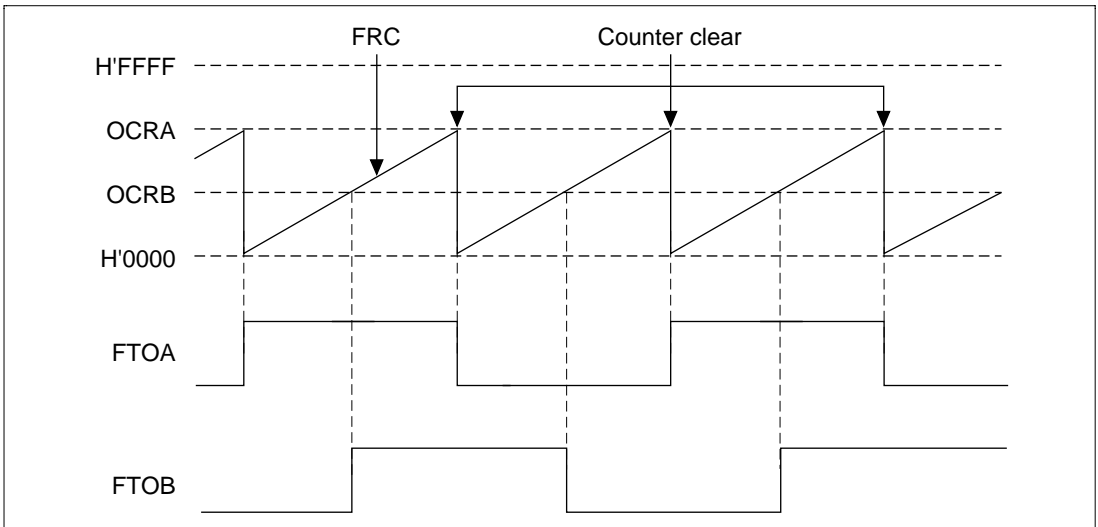 FRC Counter clear
H'FFFF
OCRA
OCRB
H'0000
FTOA
FTOB